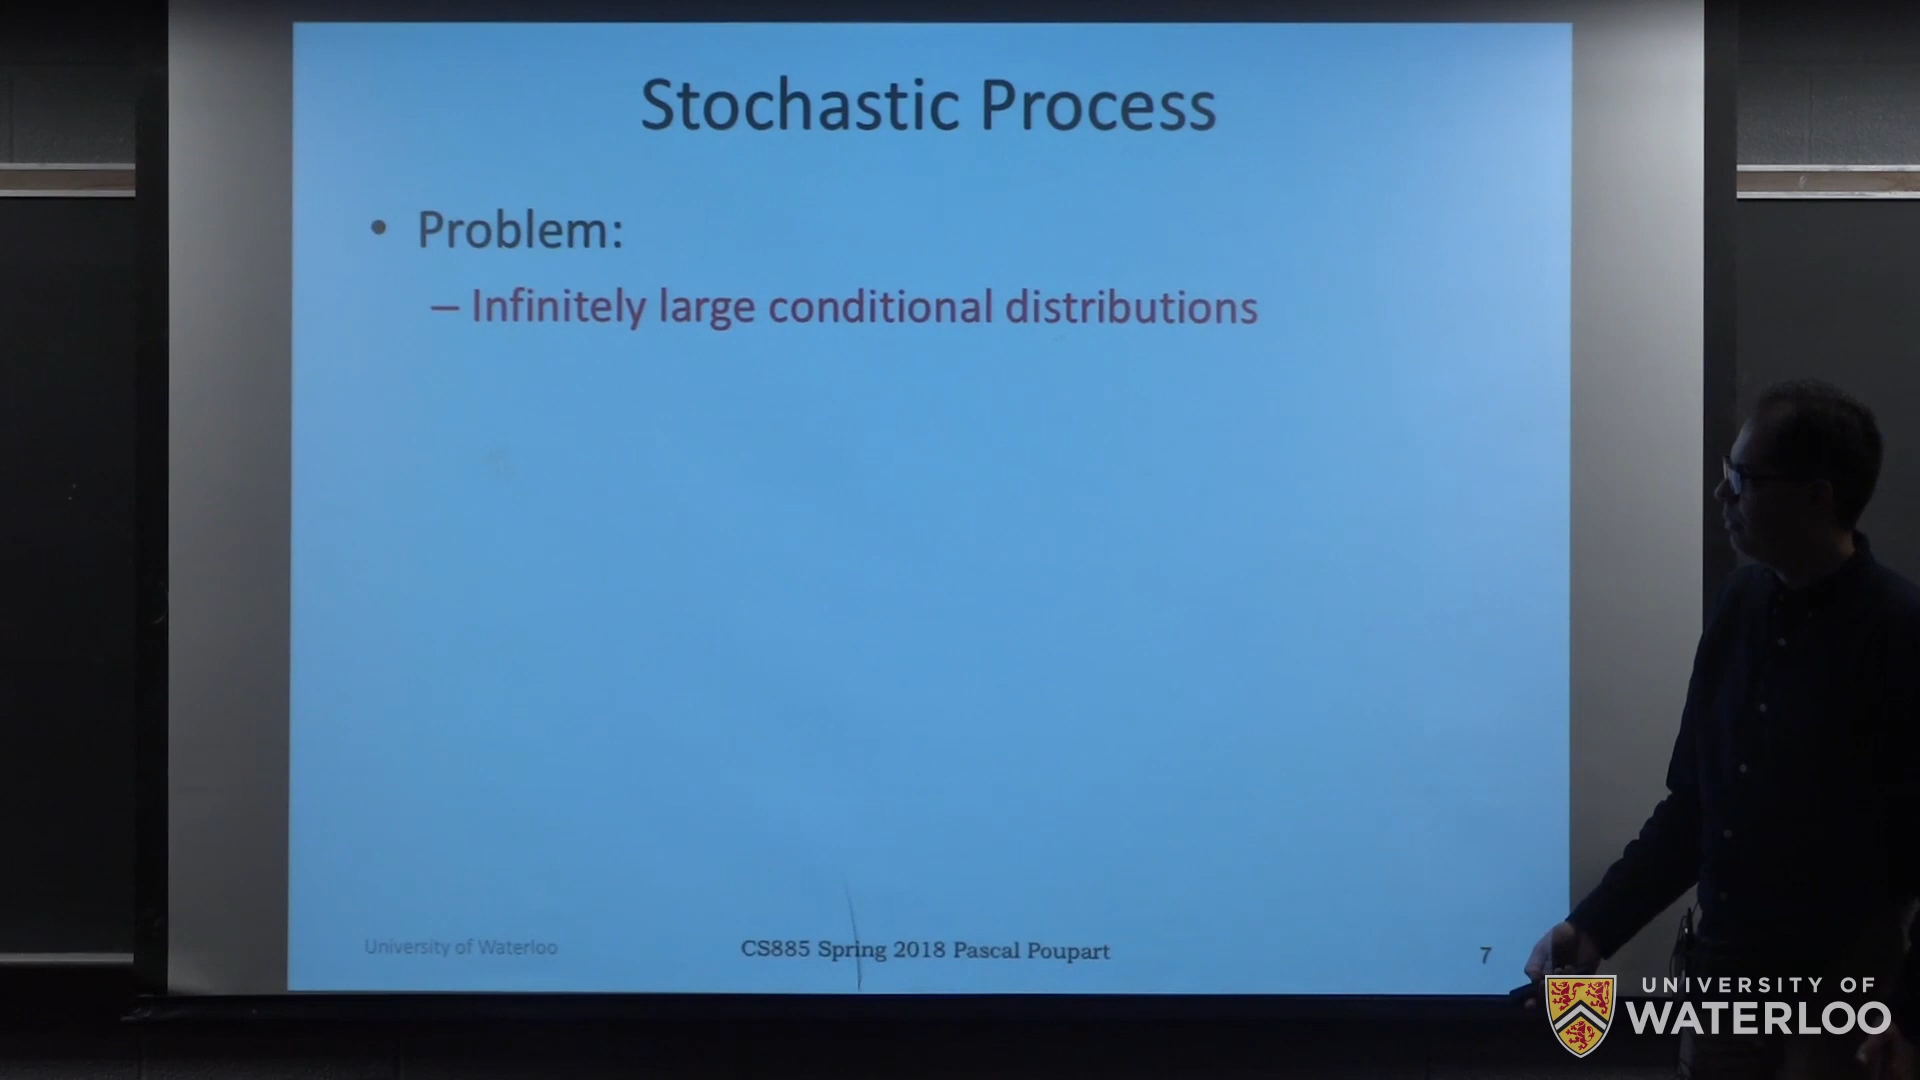 Stochastic Process
• Problem:
– Infinitely large conditional distributions
University of Waterloo
CS885 Spring 2018 Pascal Poupart
7
UNIVERSITY OF
WATERLOO